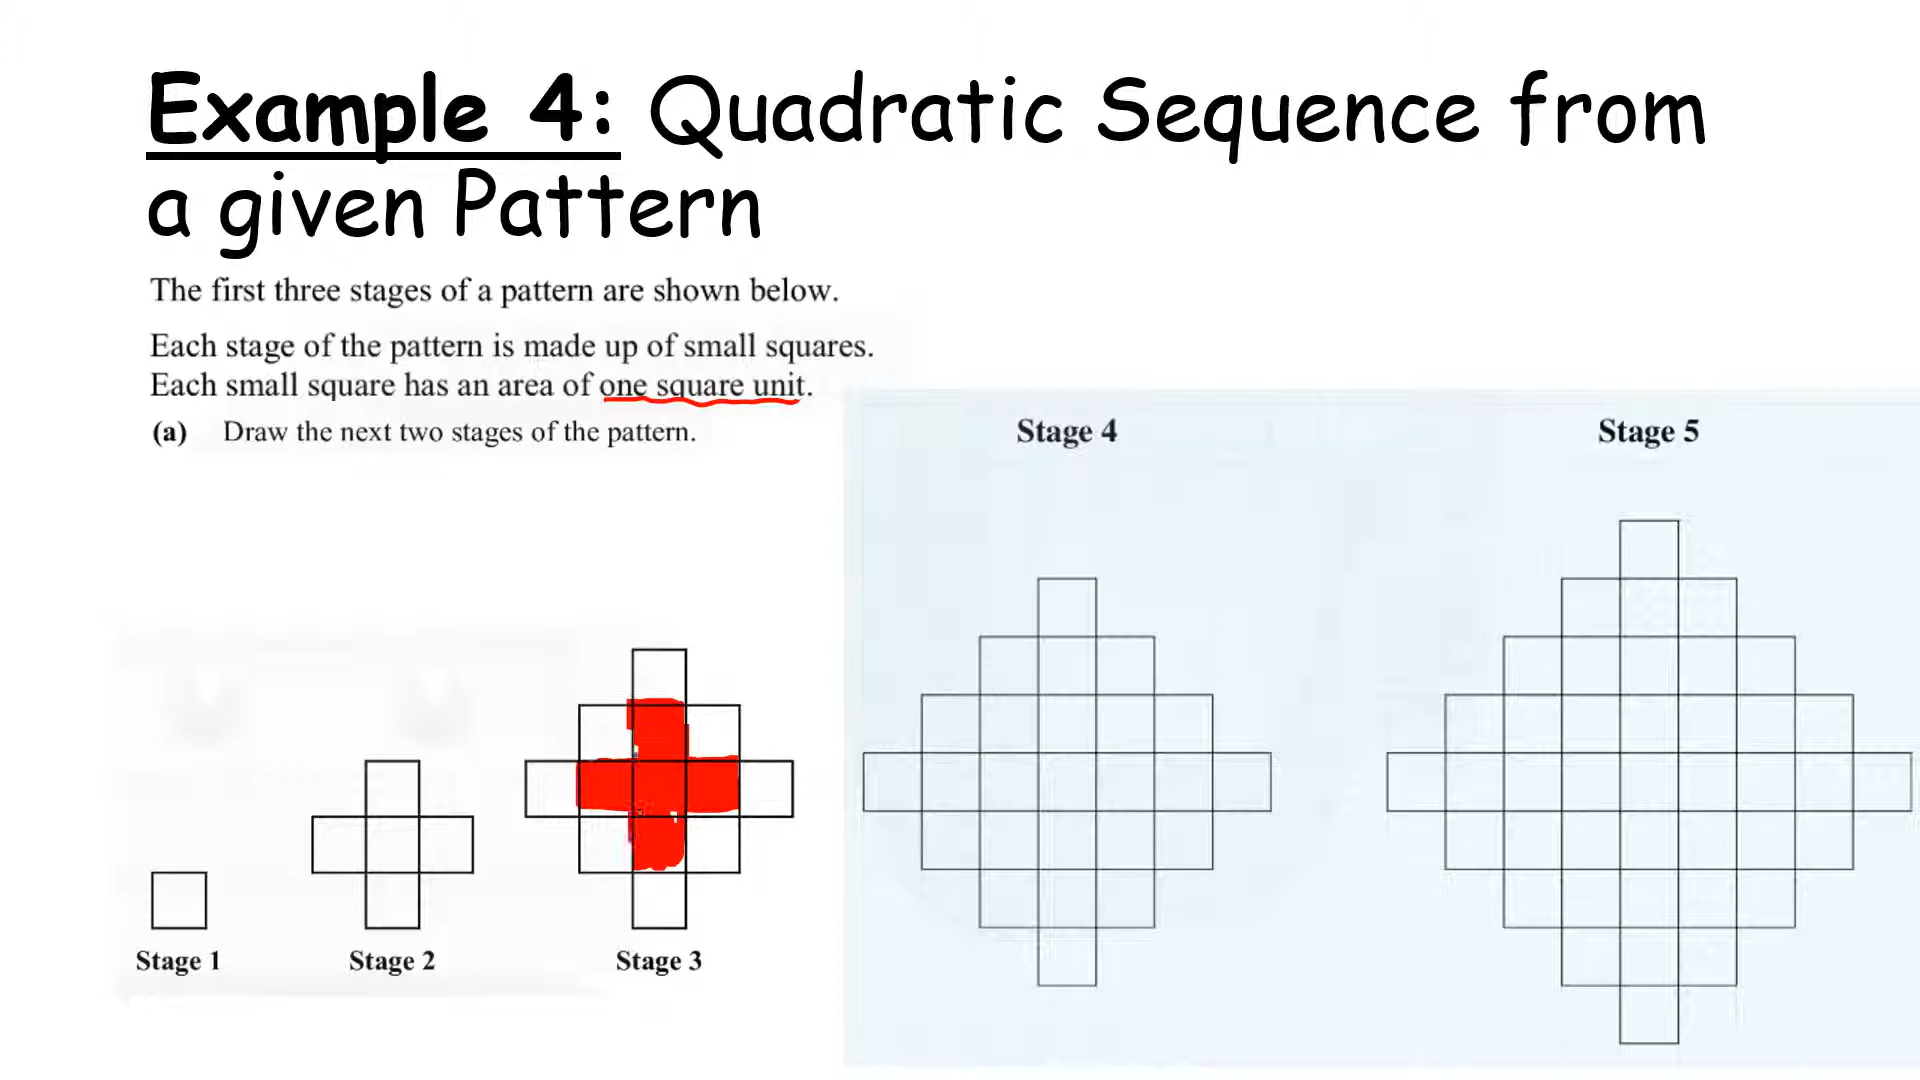 Example 4: Quadratic Sequence from
a given Pattern
The first three stages of a pattern are shown below.
Each stage of the pattern is made up of small squares.
Each small square has an area of one square unit.
(a) Draw the next two stages of the pattern.
Stage 4
Stage 5
Stage 1
Stage 2
Stage 3